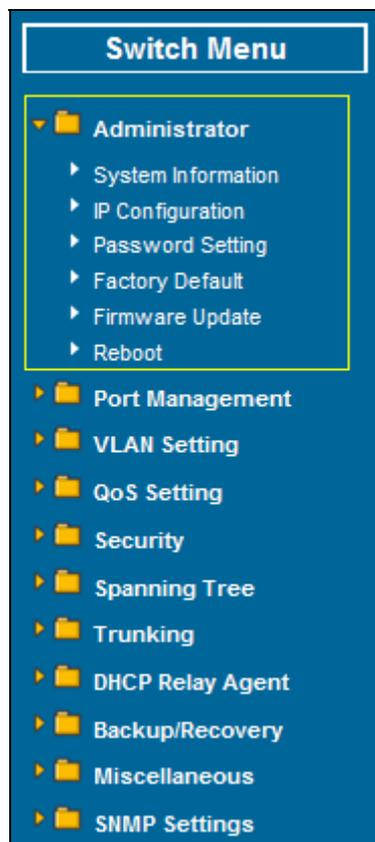 Switch Menu
Administrator
System Information
IP Configuration
Password Setting
Factory Default
Firmware Update
Reboot
Port Management
VLAN Setting
QoS Setting
Security
Spanning Tree
Trunking
DHCP Relay Agent
Backup/Recovery
Miscellaneous
SNMP Settings